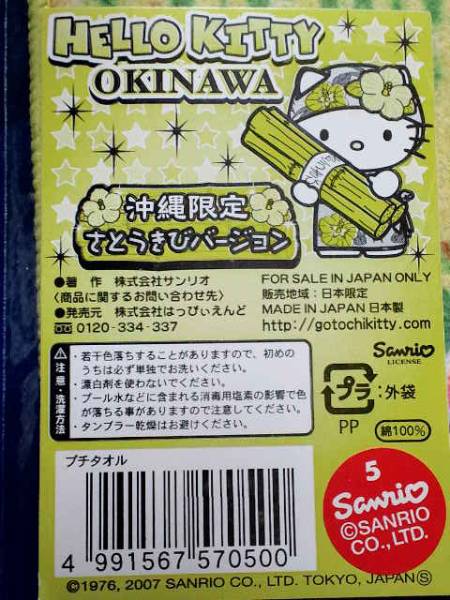 HELLO KITTY
OKINAWA
沖縄限定
さとうきびバージョン
●著 作 株式会社サンリオ
〈商品に関するお問い合わせ先〉
●発売元 株式会社はっぴぃえんど
0120-334-337
FOR SALE IN JAPAN ONLY
販売地域：日本限定
MADE IN JAPAN 日本製
http://gotochikitty.com/
Sanrio
LICENSE
注意・洗濯方法
・若干色落ちすることがありますので、初めの
うちは必ず単独でお洗いください。
・漂白剤を使わないでください。
・プール水などに含まれる消毒用塩素の影響で色
が落ちる事がありますので注意してください。
・タンブラー乾燥はお避けください。
プラ：外袋
PP
綿100%
プチタオル
4 991567 570500
5
Sanrio
©SANRIO
CO.,LTD.
©1976, 2007 SANRIO CO., LTD. TOKYO, JAPAN Ⓢ